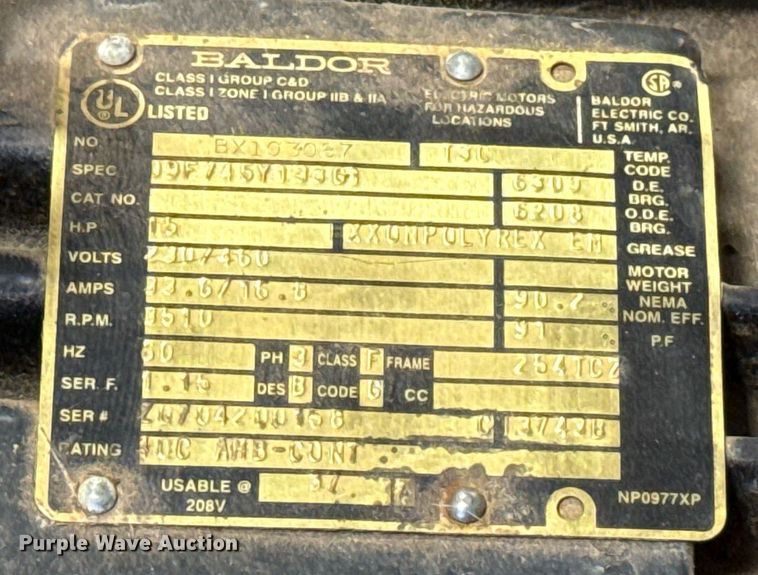 BALDOR
CLASS I GROUP C&D
CLASS I ZONE I GROUP IIB & IIA
UL ®
LISTED
ELECTRIC MOTORS
FOR HAZARDOUS
LOCATIONS
SA ®
BALDOR
ELECTRIC CO.
FT SMITH, AR.
U.S.A.
NO. T3C TEMP. CODE
SPEC 09F746Y143G1 6309 D.E. BRG.
CAT NO. 6208 O.D.E. BRG.
H.P. 15 EXXONPOLYREX EM GREASE
VOLTS 230/460 MOTOR WEIGHT
AMPS 33.6/16.8 90.2 NEMA NOM. EFF.
R.P.M. 3510 91 P.F
HZ 60 PH 3 CLASS F FRAME 254TCZ
SER. F. 1.15 DES B CODE G CC
SER #
RATING 40C AMB-CONT
USABLE @ 208V 37
NP0977XP
Purple Wave Auction